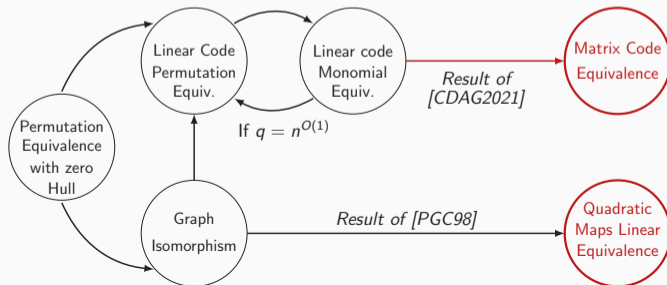 Linear Code
Permutation
Equiv.
Linear code
Monomial
Equiv.
Matrix Code
Equivalence
Result of
[CDAG2021]
If q = n^{O(1)}
Permutation
Equivalence
with zero
Hull
Graph
Isomorphism
Result of [PGC98]
Quadratic
Maps Linear
Equivalence